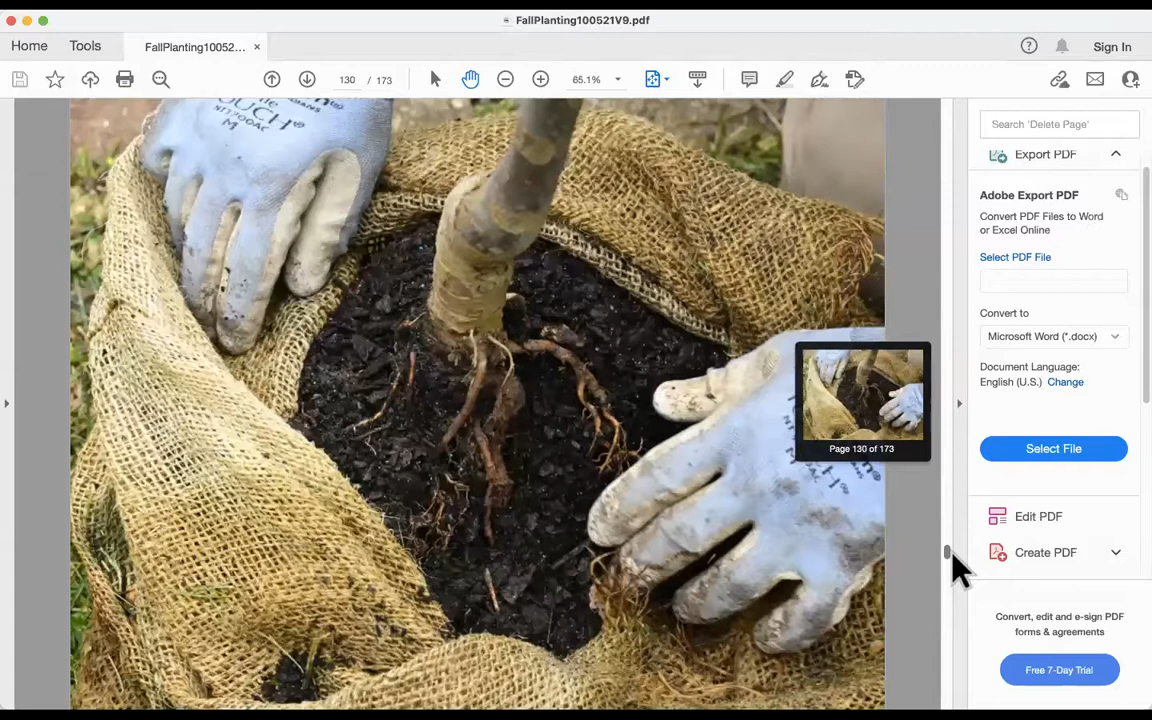 FallPlanting100521V9.pdf
Home
Tools
FallPlanting10052...
×
?
Sign In
130 / 173
65.1%
Search 'Delete Page'
Export PDF
Adobe Export PDF
Convert PDF Files to Word
or Excel Online
Select PDF File
Convert to
Microsoft Word (*.docx)
Document Language:
English (U.S.) Change
Select File
Edit PDF
Create PDF
Convert, edit and e-sign PDF
forms & agreements
Free 7-Day Trial
Page 130 of 173
M